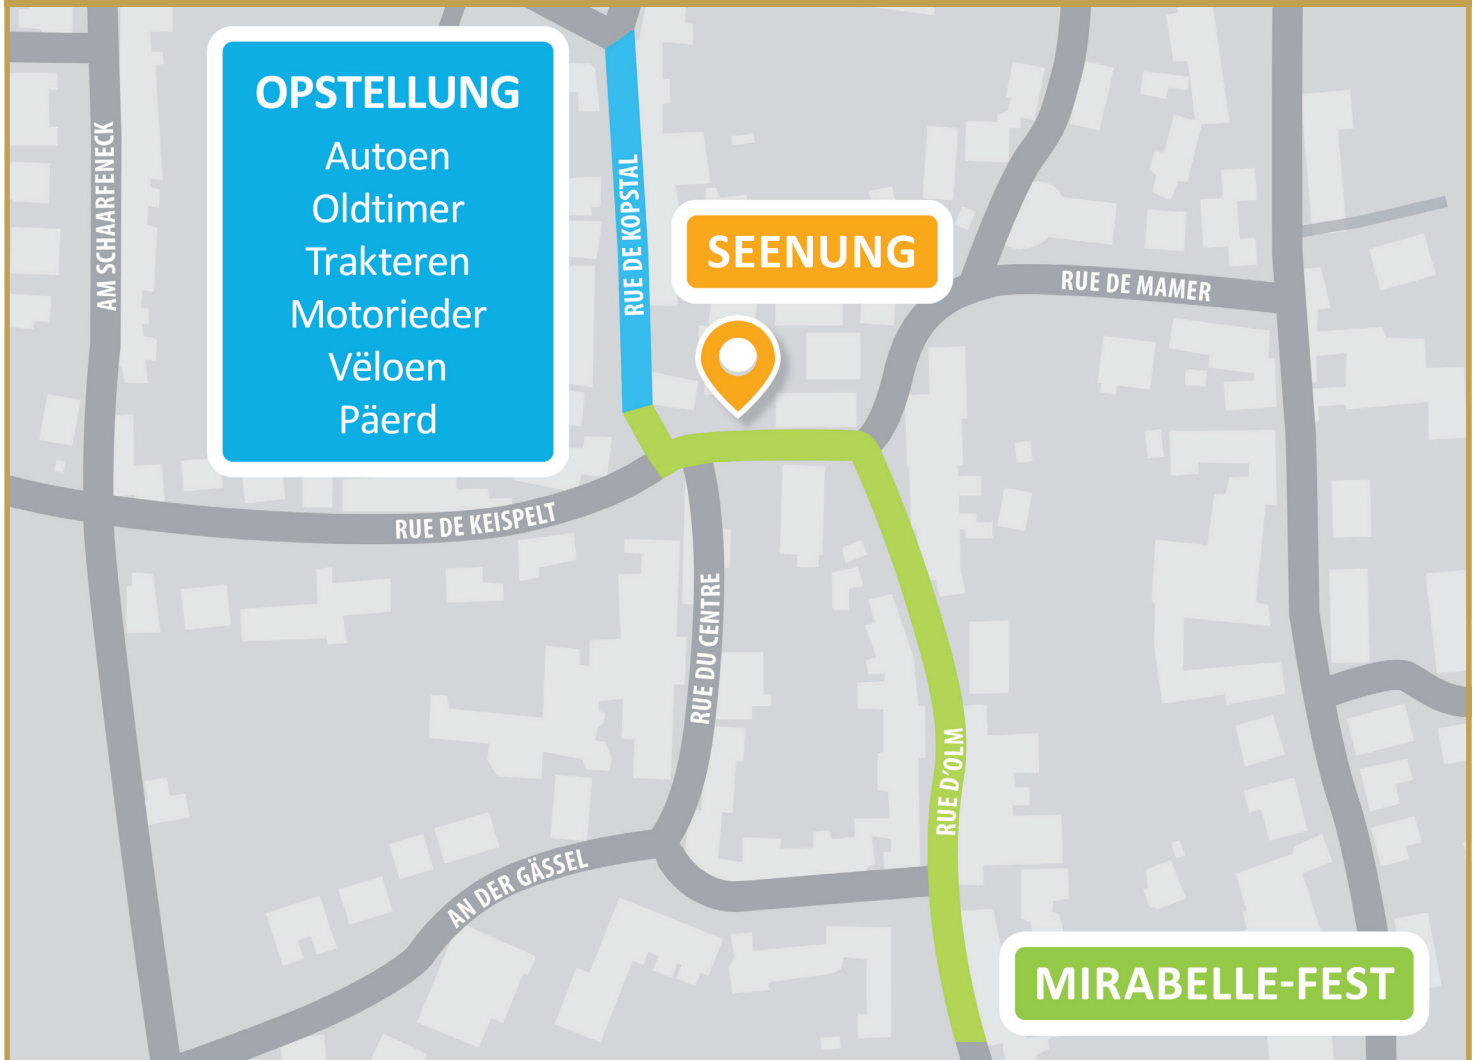 OPSTELLUNG
Autoen
Oldtimer
Trakteren
Motorieder
Vëloen
Päerd
AM SCHAARFENECK
RUE DE KOPSTAL
SEENUNG
RUE DE MAMER
RUE DE KEISPELT
RUE DU CENTRE
RUE D'OLM
AN DER GÄSSEL
MIRABELLE-FEST